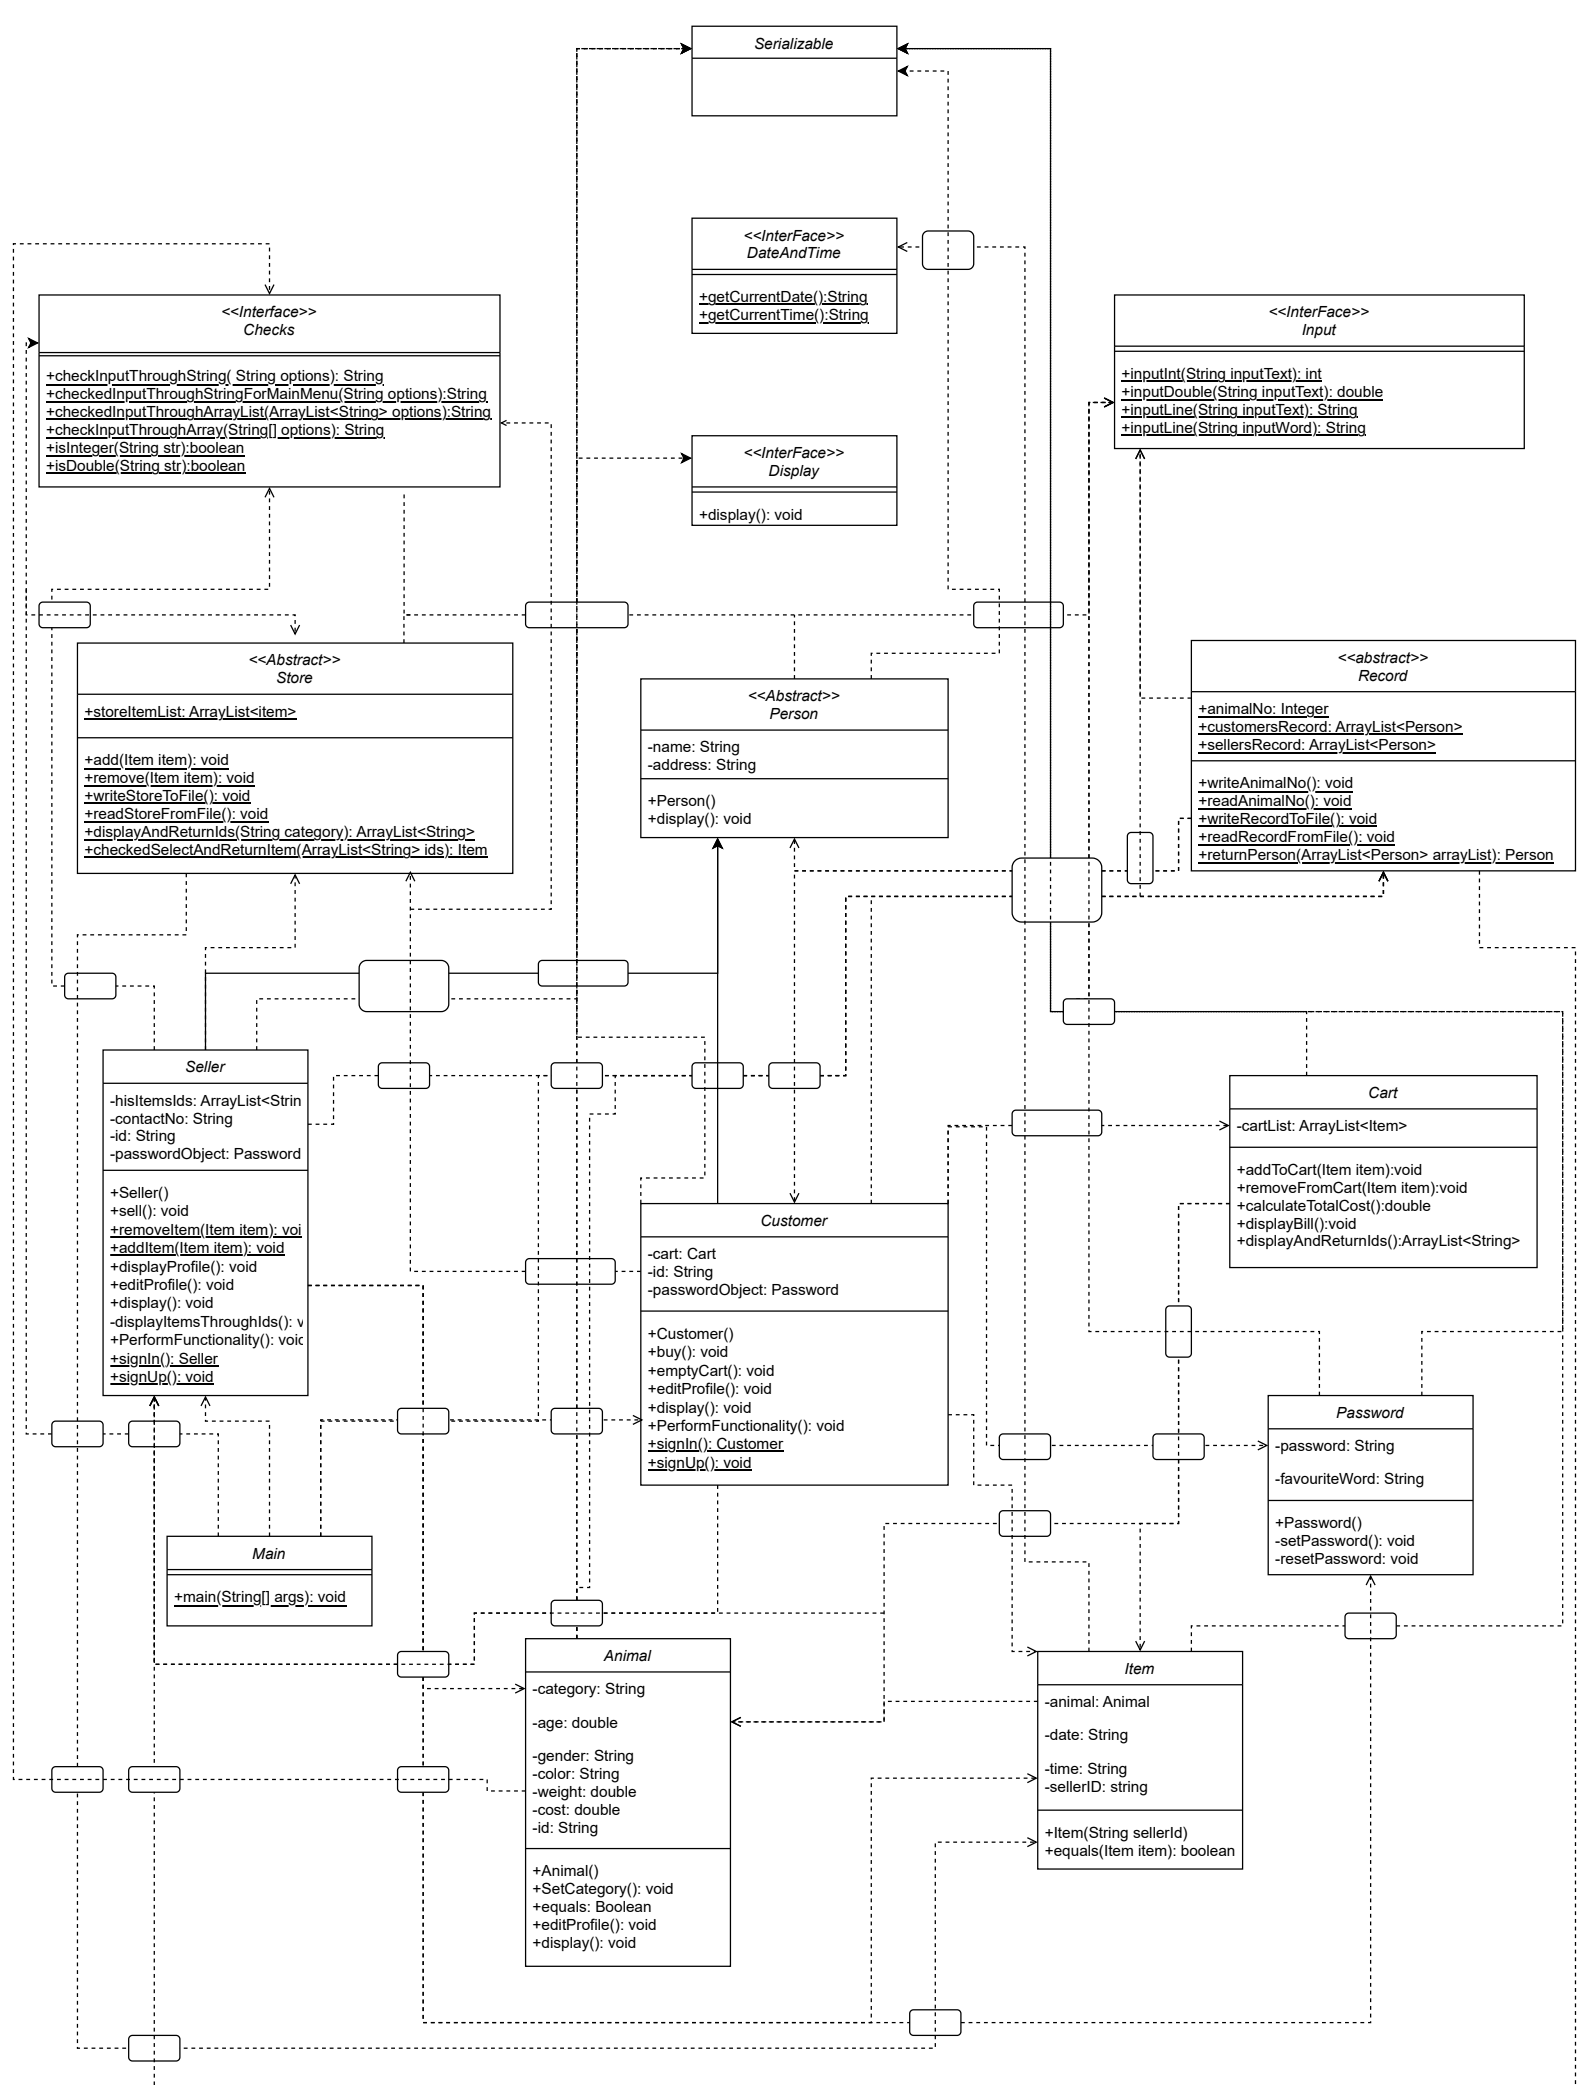 Serializable
<<InterFace>>
DateAndTime
+getCurrentDate():String
+getCurrentTime():String
<<Interface>>
Checks
+checkInputThroughString( String options): String
+checkedInputThroughStringForMainMenu(String options):String
+checkedInputThroughArrayList(ArrayList<String> options):String
+checkInputThroughArray(String[] options): String
+isInteger(String str):boolean
+isDouble(String str):boolean
<<InterFace>>
Input
+inputInt(String inputText): int
+inputDouble(String inputText): double
+inputLine(String inputText): String
+inputLine(String inputWord): String
<<InterFace>>
Display
+display(): void
<<Abstract>>
Store
+storeItemList: ArrayList<item>
+add(Item item): void
+remove(Item item): void
+writeStoreToFile(): void
+readStoreFromFile(): void
+displayAndReturnIds(String category): ArrayList<String>
+checkedSelectAndReturnItem(ArrayList<String> ids): Item
<<Abstract>>
Person
-name: String
-address: String
+Person()
+display(): void
<<abstract>>
Record
+animalNo: Integer
+customersRecord: ArrayList<Person>
+sellersRecord: ArrayList<Person>
+writeAnimalNo(): void
+readAnimalNo(): void
+writeRecordToFile(): void
+readRecordFromFile(): void
+returnPerson(ArrayList<Person> arrayList): Person
Seller
-hisItemsIds: ArrayList<Strin
-contactNo: String
-id: String
-passwordObject: Password
+Seller()
+sell(): void
+removeItem(Item item): voi
+addItem(Item item): void
+displayProfile(): void
+editProfile(): void
+display(): void
-displayItemsThroughIds(): v
+PerformFunctionality(): voic
+signIn(): Seller
+signUp(): void
Cart
-cartList: ArrayList<Item>
+addToCart(Item item):void
+removeFromCart(Item item):void
+calculateTotalCost():double
+displayBill():void
+displayAndReturnIds():ArrayList<String>
Customer
-cart: Cart
-id: String
-passwordObject: Password
+Customer()
+buy(): void
+emptyCart(): void
+editProfile(): void
+display(): void
+PerformFunctionality(): void
+signIn(): Customer
+signUp(): void
Password
-password: String
-favouriteWord: String
+Password()
-setPassword(): void
-resetPassword: void
Main
+main(String[] args): void
Animal
-category: String
-age: double
-gender: String
-color: String
-weight: double
-cost: double
-id: String
+Animal()
+SetCategory(): void
+equals: Boolean
+editProfile(): void
+display(): void
Item
-animal: Animal
-date: String
-time: String
-sellerID: string
+Item(String sellerId)
+equals(Item item): boolean